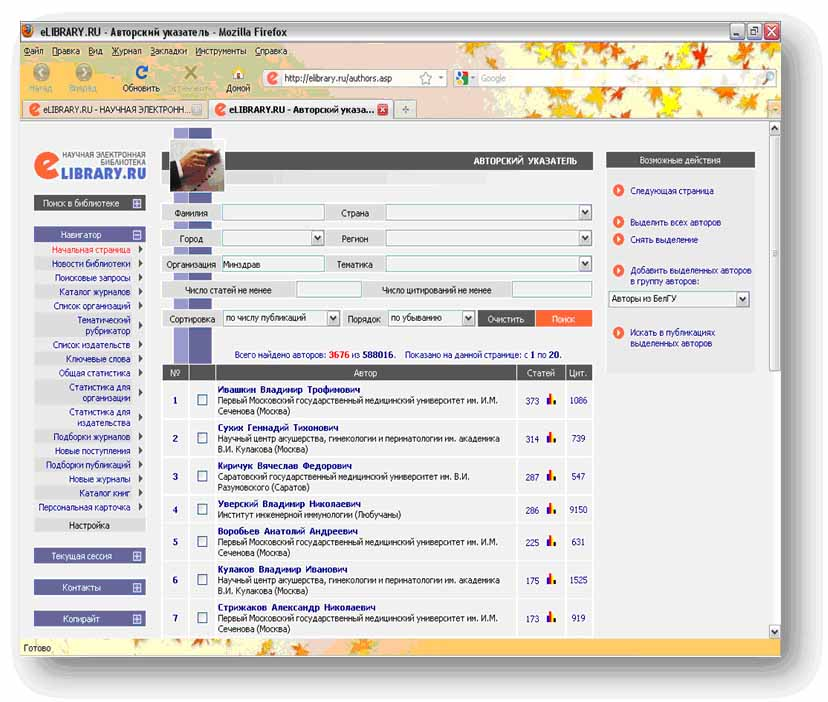 eLIBRARY.RU - Авторский указатель - Mozilla Firefox
Файл Правка Вид Журнал Закладки Инструменты Справка
Назад Вперед Обновить Остановить Домой http://elibrary.ru/authors.asp Google
eLIBRARY.RU - НАУЧНАЯ ЭЛЕКТРОНН... eLIBRARY.RU - Авторский указа...
НАУЧНАЯ ЭЛЕКТРОННАЯ
БИБЛИОТЕКА
eLIBRARY.RU
Поиск в библиотеке
Навигатор
Начальная страница
Новости библиотеки
Поисковые запросы
Каталог журналов
Список организаций
Тематический
рубрикатор
Список издательств
Ключевые слова
Общая статистика
Статистика для
организации
Статистика для
издательства
Подборки журналов
Новые поступления
Подборки публикаций
Новые журналы
Каталог книг
Персональная карточка
Настройка
Текущая сессия
Контакты
Копирайт
АВТОРСКИЙ УКАЗАТЕЛЬ
Фамилия Страна
Город Регион
Организация Минздрав Тематика
Число статей не менее Число цитирований не менее
Сортировка по числу публикаций Порядок по убыванию Очистить Поиск
Всего найдено авторов: 3676 из 588016. Показано на данной странице: с 1 по 20.
№ Автор Статей Цит.
1 Ивашкин Владимир Трофимович 373 1086
Первый Московский государственный медицинский университет им. И.М.
Сеченова (Москва)
2 Сухих Геннадий Тихонович 314 739
Научный центр акушерства, гинекологии и перинатологии им. академика
В.И. Кулакова (Москва)
3 Киричук Вячеслав Федорович 287 547
Саратовский государственный медицинский университет им. В.И.
Разумовского (Саратов)
4 Уверский Владимир Николаевич 286 9150
Институт инженерной иммунологии (Любучаны)
5 Воробьев Анатолий Андреевич 225 631
Первый Московский государственный медицинский университет им. И.М.
Сеченова (Москва)
6 Кулаков Владимир Иванович 175 1525
Научный центр акушерства, гинекологии и перинатологии им. академика
В.И. Кулакова (Москва)
7 Стрижаков Александр Николаевич 173 919
Первый Московский государственный медицинский университет им. И.М.
Сеченова (Москва)
Возможные действия
Следующая страница
Выделить всех авторов
Снять выделение
Добавить выделенных авторов
в группу авторов:
Авторы из БелГУ
Искать в публикациях
выделенных авторов
Готово